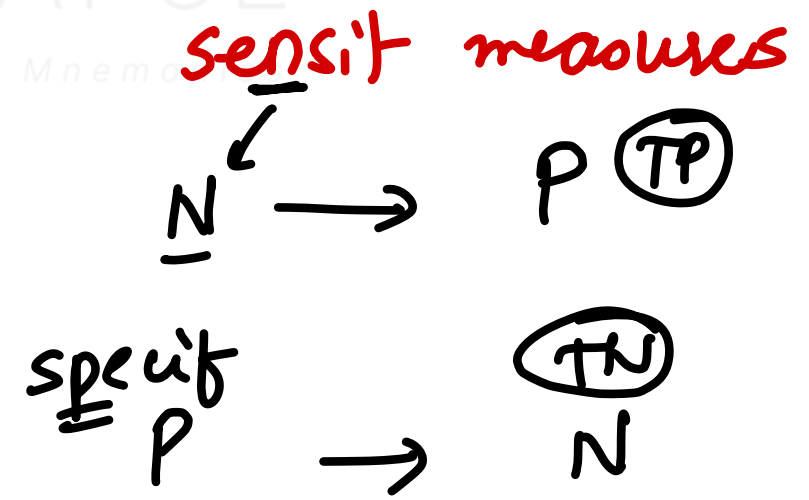 sensit measures
N → P TP
specif TN
P → N